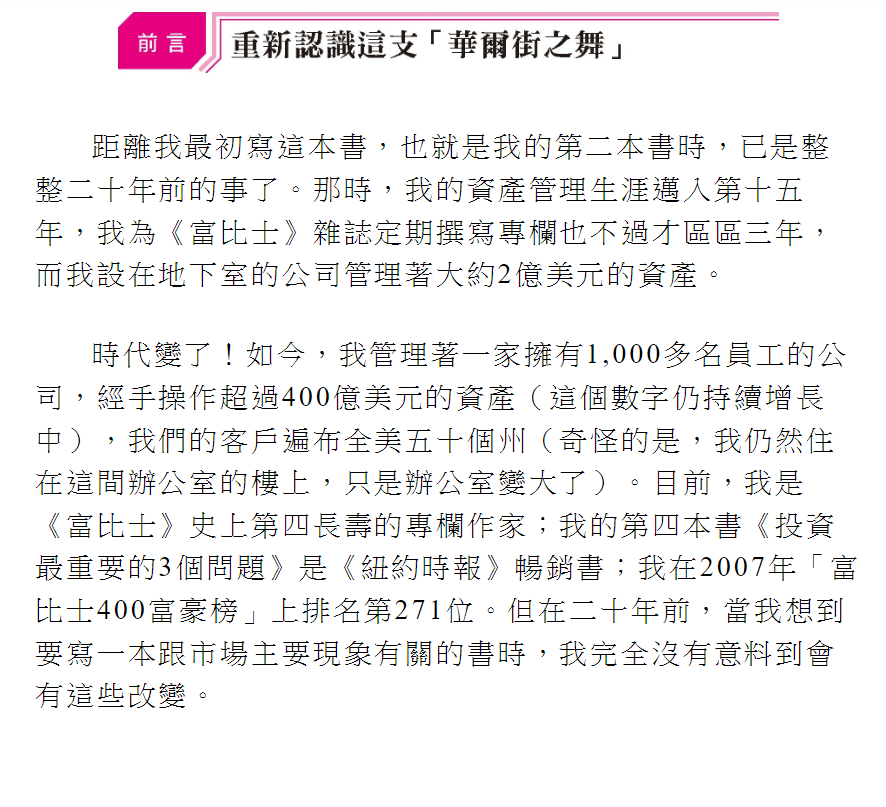 前言 重新認識這支「華爾街之舞」
距離我最初寫這本書，也就是我的第二本書時，已是整
整二十年前的事了。那時，我的資產管理生涯邁入第十五
年，我為《富比士》雜誌定期撰寫專欄也不過才區區三年，
而我設在地下室的公司管理著大約2億美元的資產。
時代變了！如今，我管理著一家擁有1,000多名員工的公
司，經手操作超過400億美元的資產（這個數字仍持續增長
中），我們的客戶遍布全美五十個州（奇怪的是，我仍然住
在這間辦公室的樓上，只是辦公室變大了）。目前，我是
《富比士》史上第四長壽的專欄作家；我的第四本書《投資
最重要的3個問題》是《紐約時報》暢銷書；我在2007年「富
比士400富豪榜」上排名第271位。但在二十年前，當我想到
要寫一本跟市場主要現象有關的書時，我完全沒有意料到會
有這些改變。